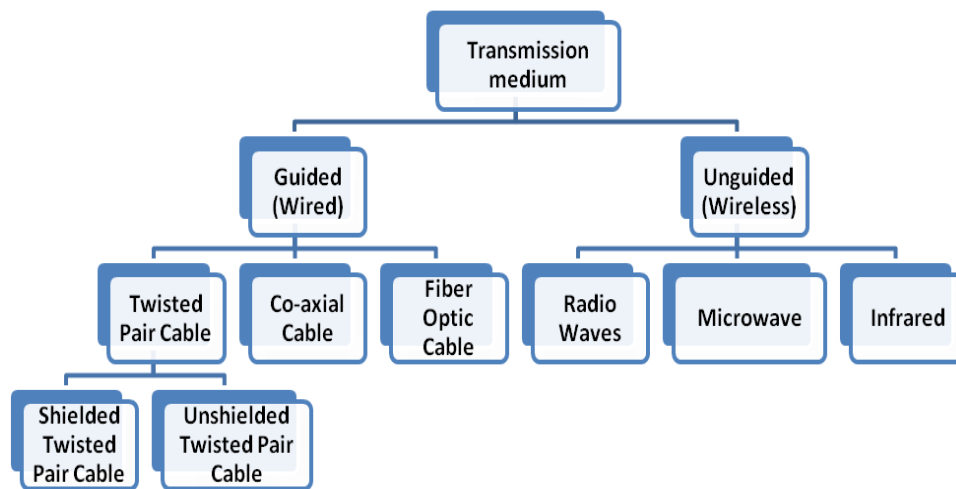 Transmission
medium
Guided
(Wired)
Unguided
(Wireless)
Twisted
Pair Cable
Co-axial
Cable
Fiber
Optic
Cable
Radio
Waves
Microwave
Infrared
Shielded
Twisted
Pair Cable
Unshielded
Twisted Pair
Cable